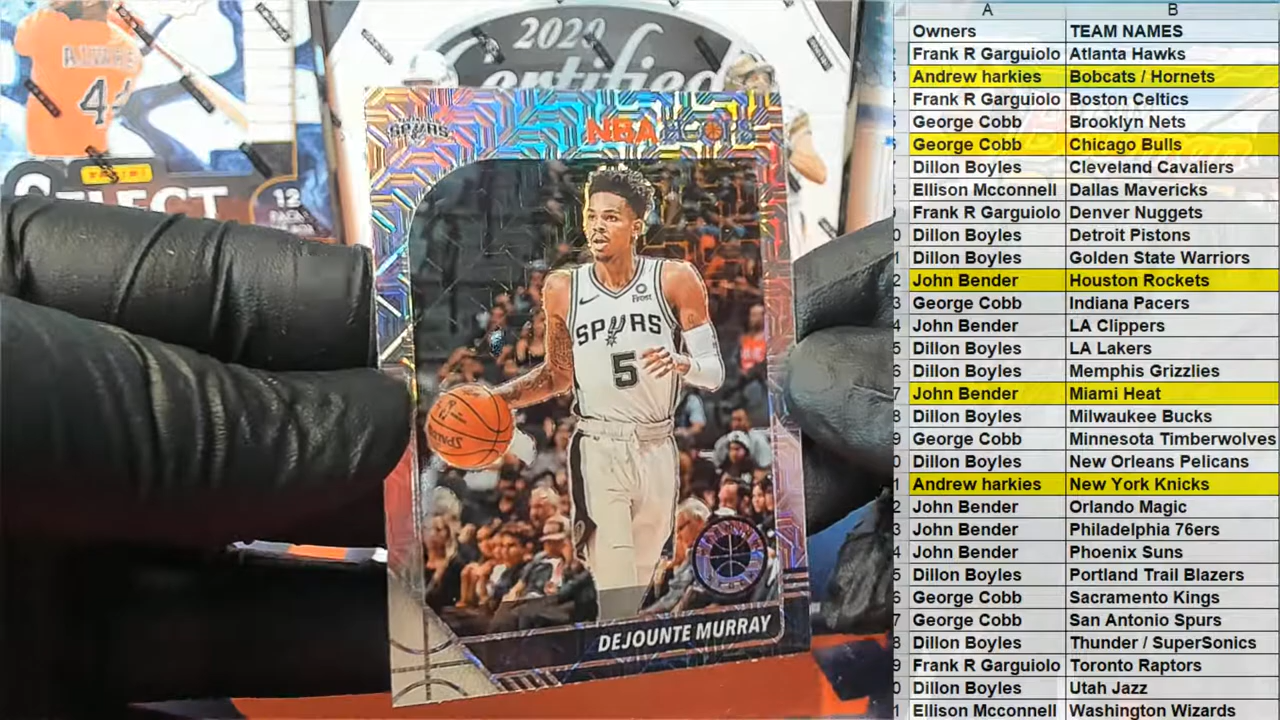 2020
Certified
44
PANINI
SELECT
12
SPURS
NBA
Frost
SPURS
5
SPALDING
DEJOUNTE MURRAY
A B
Owners TEAM NAMES
Frank R Garguiolo Atlanta Hawks
Andrew harkies Bobcats / Hornets
Frank R Garguiolo Boston Celtics
George Cobb Brooklyn Nets
George Cobb Chicago Bulls
Dillon Boyles Cleveland Cavaliers
Ellison Mcconnell Dallas Mavericks
Frank R Garguiolo Denver Nuggets
Dillon Boyles Detroit Pistons
Dillon Boyles Golden State Warriors
John Bender Houston Rockets
George Cobb Indiana Pacers
John Bender LA Clippers
Dillon Boyles LA Lakers
Dillon Boyles Memphis Grizzlies
John Bender Miami Heat
Dillon Boyles Milwaukee Bucks
George Cobb Minnesota Timberwolves
Dillon Boyles New Orleans Pelicans
Andrew harkies New York Knicks
John Bender Orlando Magic
John Bender Philadelphia 76ers
John Bender Phoenix Suns
Dillon Boyles Portland Trail Blazers
George Cobb Sacramento Kings
George Cobb San Antonio Spurs
Dillon Boyles Thunder / SuperSonics
Frank R Garguiolo Toronto Raptors
Dillon Boyles Utah Jazz
Ellison Mcconnell Washington Wizards